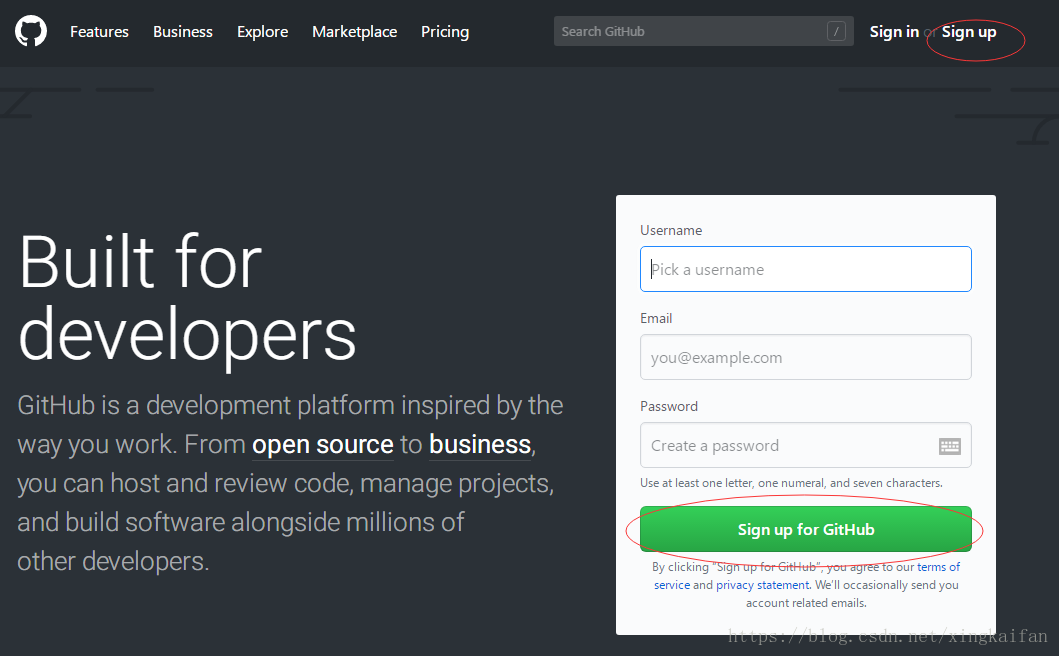 Features Business Explore Marketplace Pricing Search GitHub / Sign in or Sign up
Built for
developers
GitHub is a development platform inspired by the
way you work. From open source to business,
you can host and review code, manage projects,
and build software alongside millions of
other developers.
Username
Pick a username
Email
you@example.com
Password
Create a password
Use at least one letter, one numeral, and seven characters.
Sign up for GitHub
By clicking "Sign up for GitHub", you agree to our terms of
service and privacy statement. We'll occasionally send you
account related emails.
https://blog.csdn.net/xingkaifan